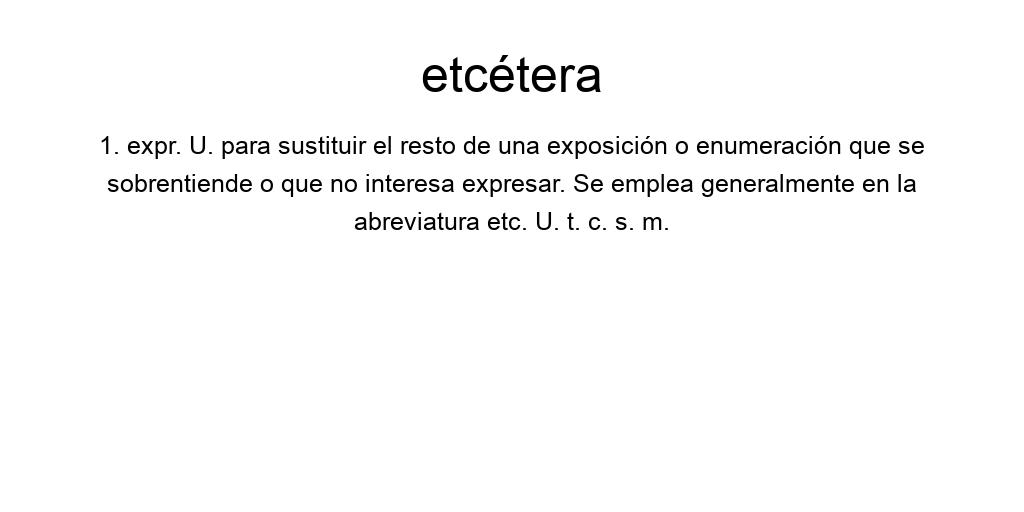 etcétera
1. expr. U. para sustituir el resto de una exposición o enumeración que se
sobrentiende o que no interesa expresar. Se emplea generalmente en la
abreviatura etc. U. t. c. s. m.